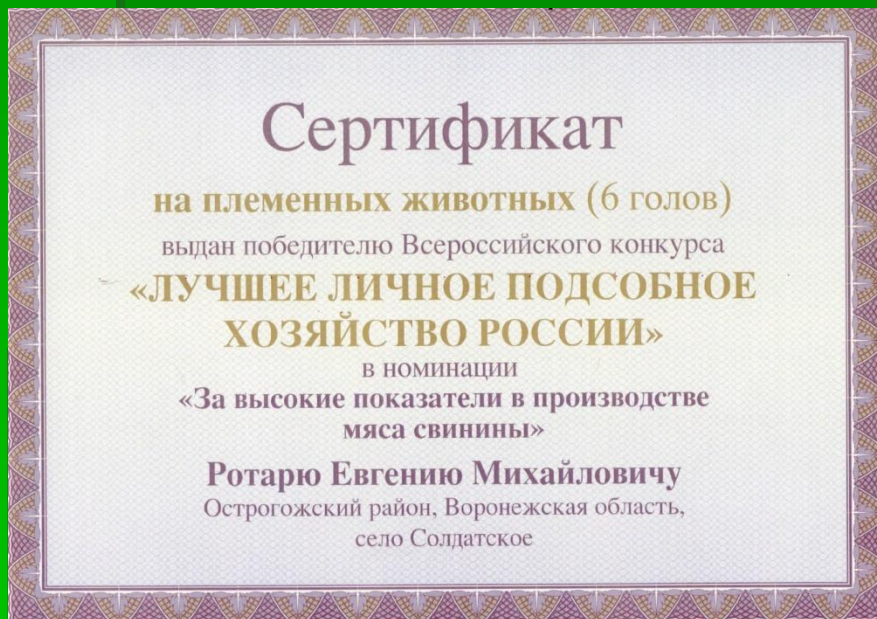 Сертификат
на племенных животных (6 голов)
выдан победителю Всероссийского конкурса
«ЛУЧШЕЕ ЛИЧНОЕ ПОДСОБНОЕ
ХОЗЯЙСТВО РОССИИ»
в номинации
«За высокие показатели в производстве
мяса свинины»
Ротарю Евгению Михайловичу
Острогожский район, Воронежская область,
село Солдатское